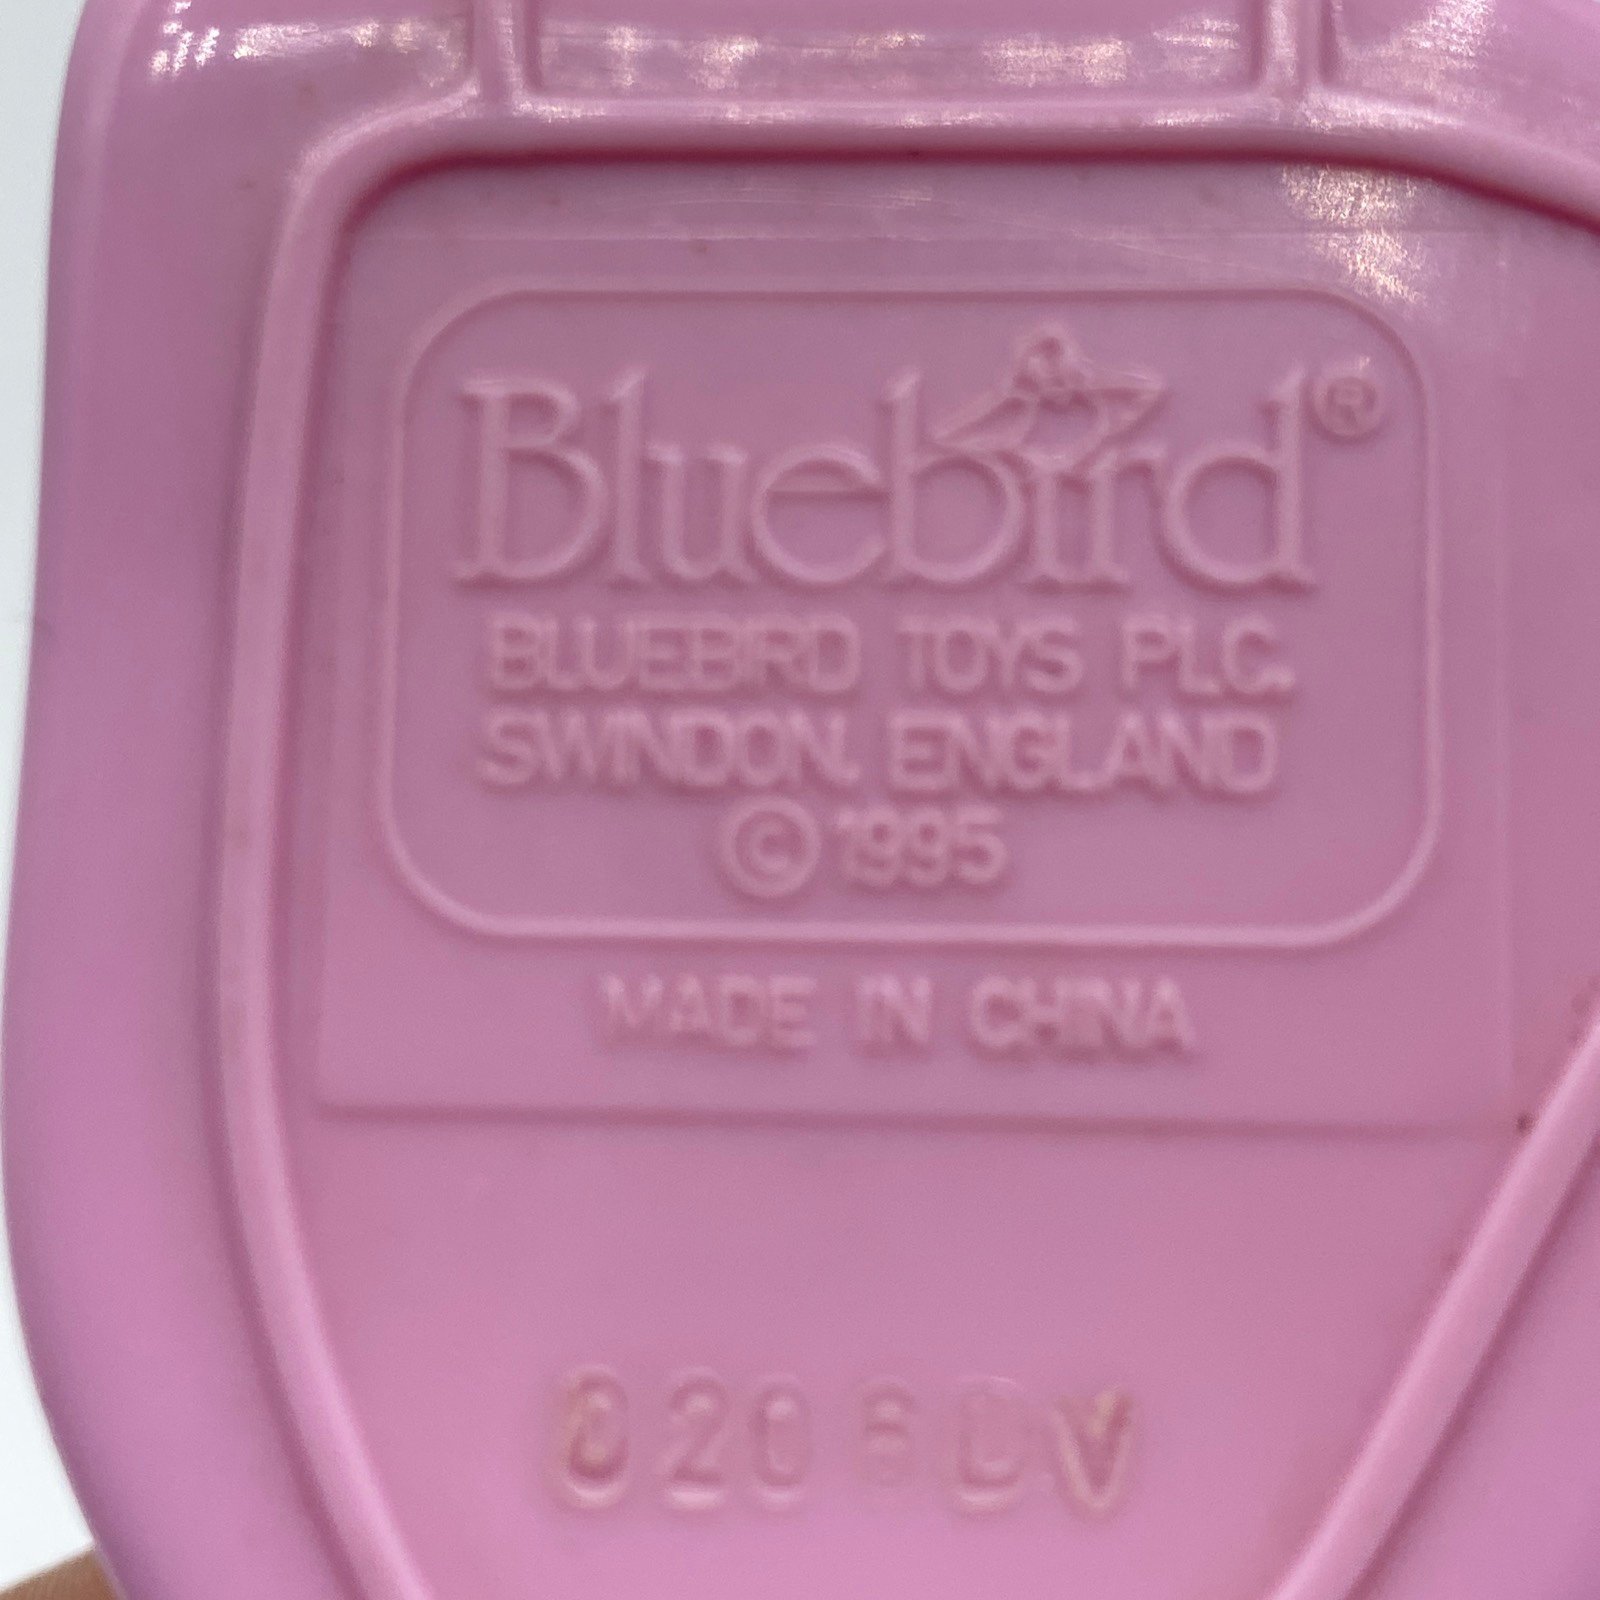 Bluebird®
BLUEBIRD TOYS PLC.
SWINDON. ENGLAND
© 1995
MADE IN CHINA